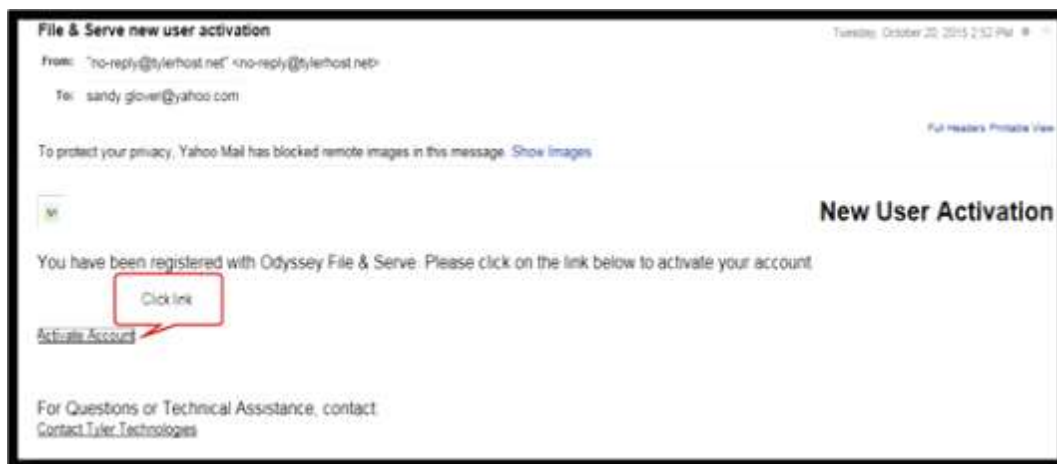 File & Serve new user activation
Tuesday, October 20, 2015 2:52 PM
From: "no-reply@tylerhost.net" <no-reply@tylerhost.net>
To: sandy.glover@yahoo.com
Full Headers Printable View
To protect your privacy, Yahoo Mail has blocked remote images in this message. Show Images
New User Activation
You have been registered with Odyssey File & Serve. Please click on the link below to activate your account.
Click link
Activate Account
For Questions or Technical Assistance, contact:
Contact Tyler Technologies